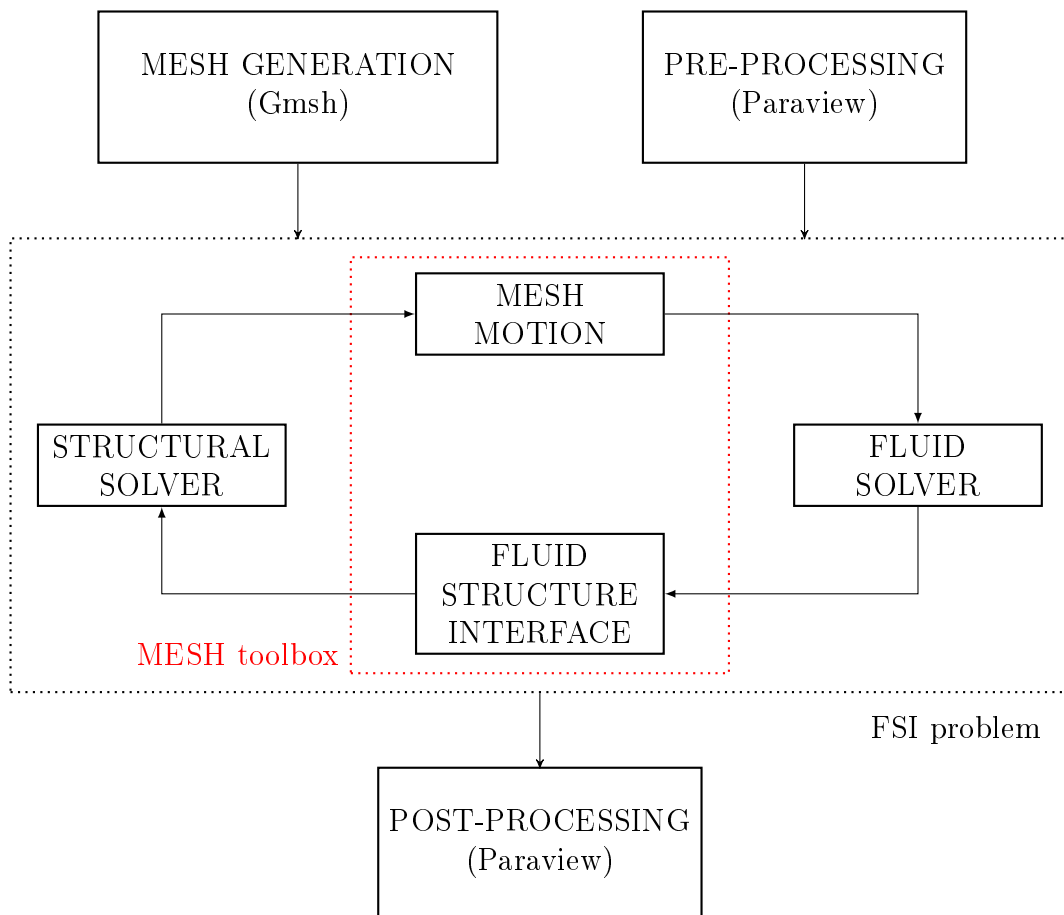 MESH GENERATION
(Gmsh)
PRE-PROCESSING
(Paraview)
MESH
MOTION
STRUCTURAL
SOLVER
FLUID
SOLVER
FLUID
STRUCTURE
INTERFACE
MESH toolbox
FSI problem
POST-PROCESSING
(Paraview)